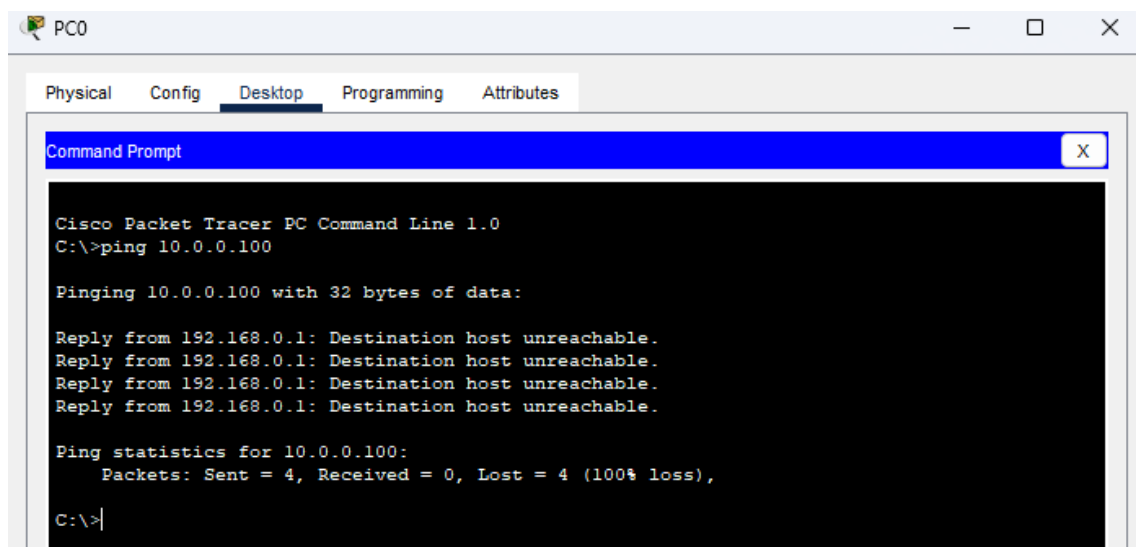 PC0
Physical Config Desktop Programming Attributes
Command Prompt
X
Cisco Packet Tracer PC Command Line 1.0
C:\>ping 10.0.0.100
Pinging 10.0.0.100 with 32 bytes of data:
Reply from 192.168.0.1: Destination host unreachable.
Reply from 192.168.0.1: Destination host unreachable.
Reply from 192.168.0.1: Destination host unreachable.
Reply from 192.168.0.1: Destination host unreachable.
Ping statistics for 10.0.0.100:
Packets: Sent = 4, Received = 0, Lost = 4 (100% loss),
C:\>